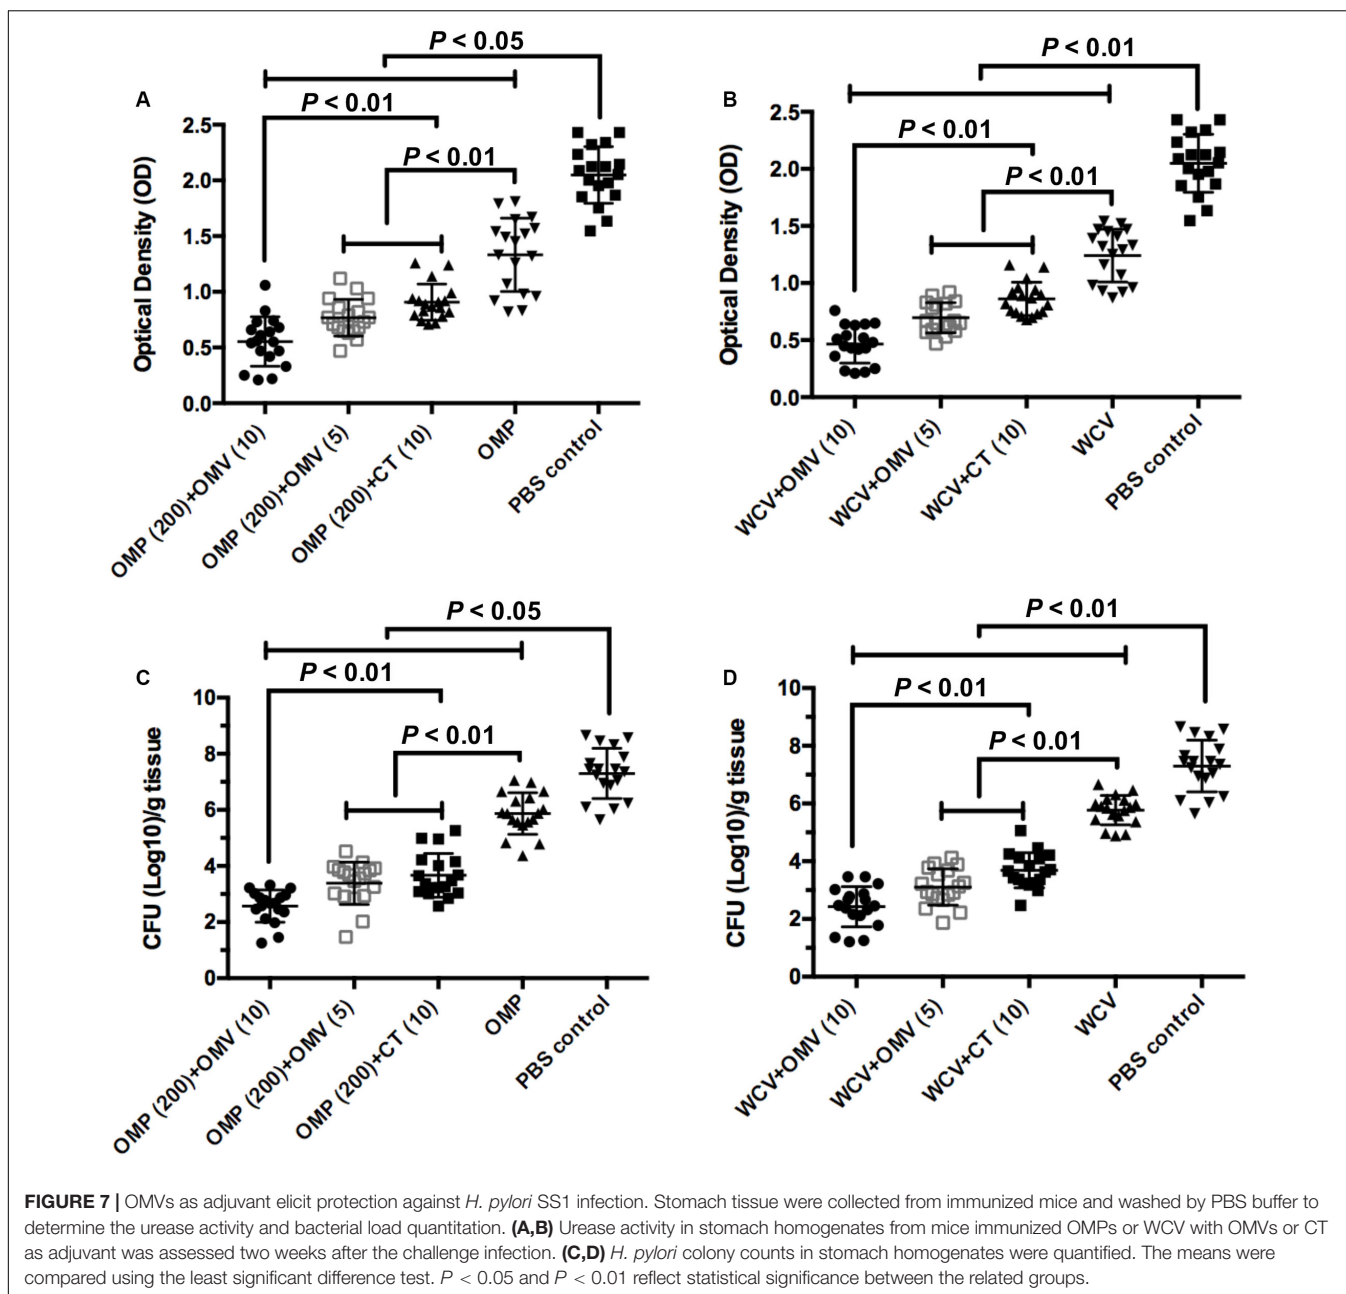 P < 0.05
A
P < 0.01
P < 0.01
Optical Density (OD)
2.5
2.0
1.5
1.0
0.5
0.0
OMP (200)+OMV (10)
OMP (200)+OMV (5)
OMP (200)+CT (10)
OMP
PBS control
P < 0.01
B
P < 0.01
P < 0.01
Optical Density (OD)
2.5
2.0
1.5
1.0
0.5
0.0
WCV+OMV (10)
WCV+OMV (5)
WCV+CT (10)
WCV
PBS control
P < 0.05
C
P < 0.01
P < 0.01
CFU (Log10)/g tissue
10
8
6
4
2
0
OMP (200)+OMV (10)
OMP (200)+OMV (5)
OMP (200)+CT (10)
OMP
PBS control
P < 0.01
D
P < 0.01
P < 0.01
CFU (Log10)/g tissue
10
8
6
4
2
0
WCV+OMV (10)
WCV+OMV (5)
WCV+CT (10)
WCV
PBS control
FIGURE 7 | OMVs as adjuvant elicit protection against H. pylori SS1 infection. Stomach tissue were collected from immunized mice and washed by PBS buffer to
determine the urease activity and bacterial load quantitation. (A,B) Urease activity in stomach homogenates from mice immunized OMPs or WCV with OMVs or CT
as adjuvant was assessed two weeks after the challenge infection. (C,D) H. pylori colony counts in stomach homogenates were quantified. The means were
compared using the least significant difference test. P < 0.05 and P < 0.01 reflect statistical significance between the related groups.